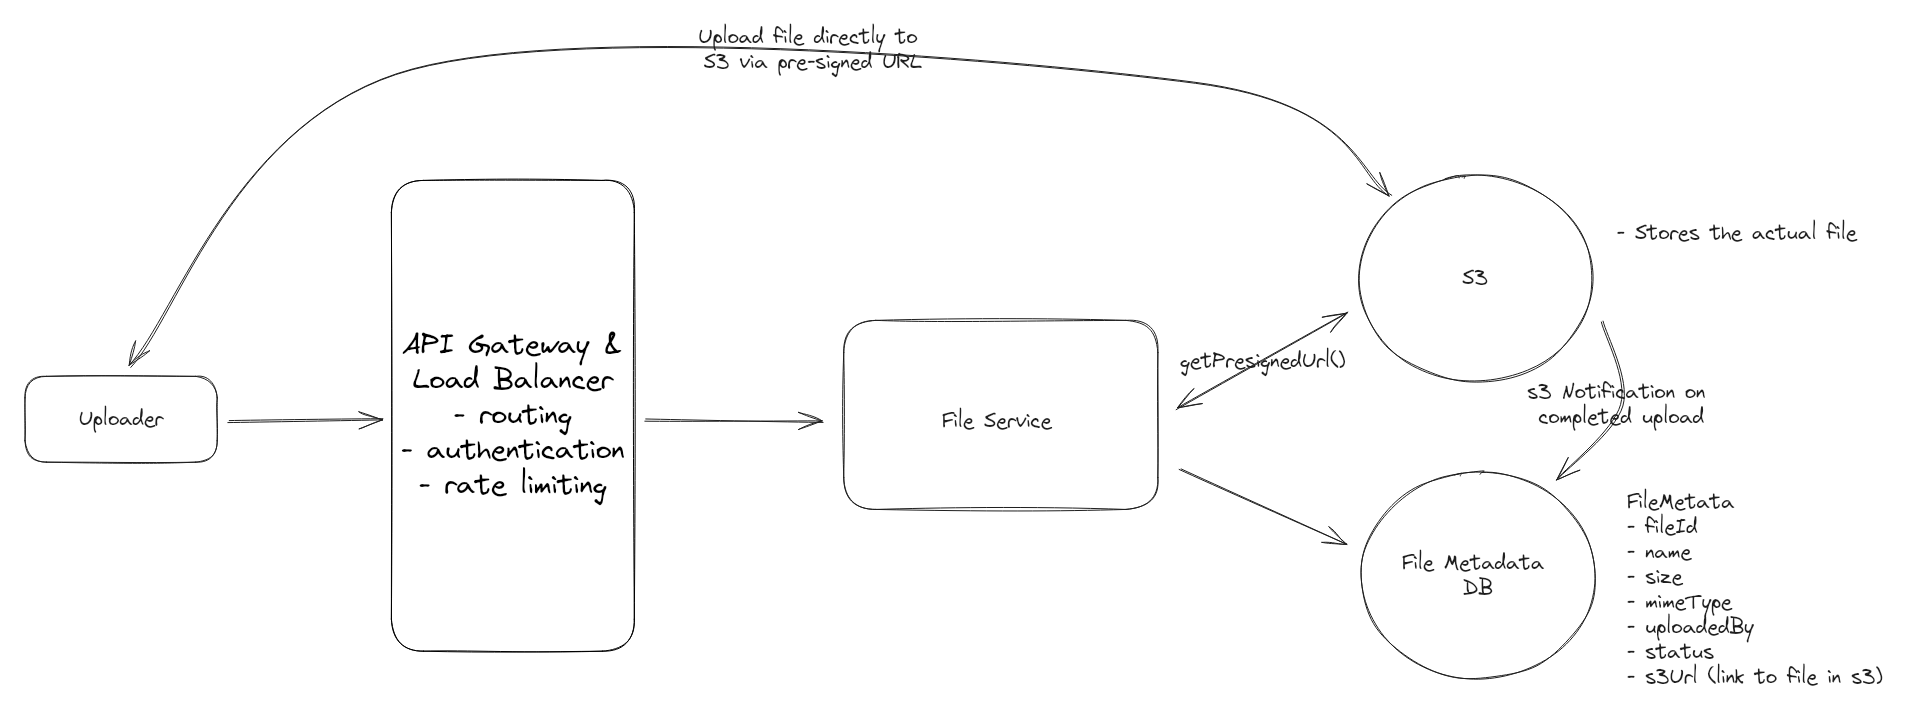 Upload file directly to
S3 via pre-signed URL
API Gateway &
Load Balancer
- routing
- authentication
- rate limiting
Uploader
File Service
getPresignedUrl()
S3
- Stores the actual file
s3 Notification on
completed upload
File Metadata
DB
FileMetata
- fileId
- name
- size
- mimeType
- uploadedBy
- status
- s3Url (link to file in s3)